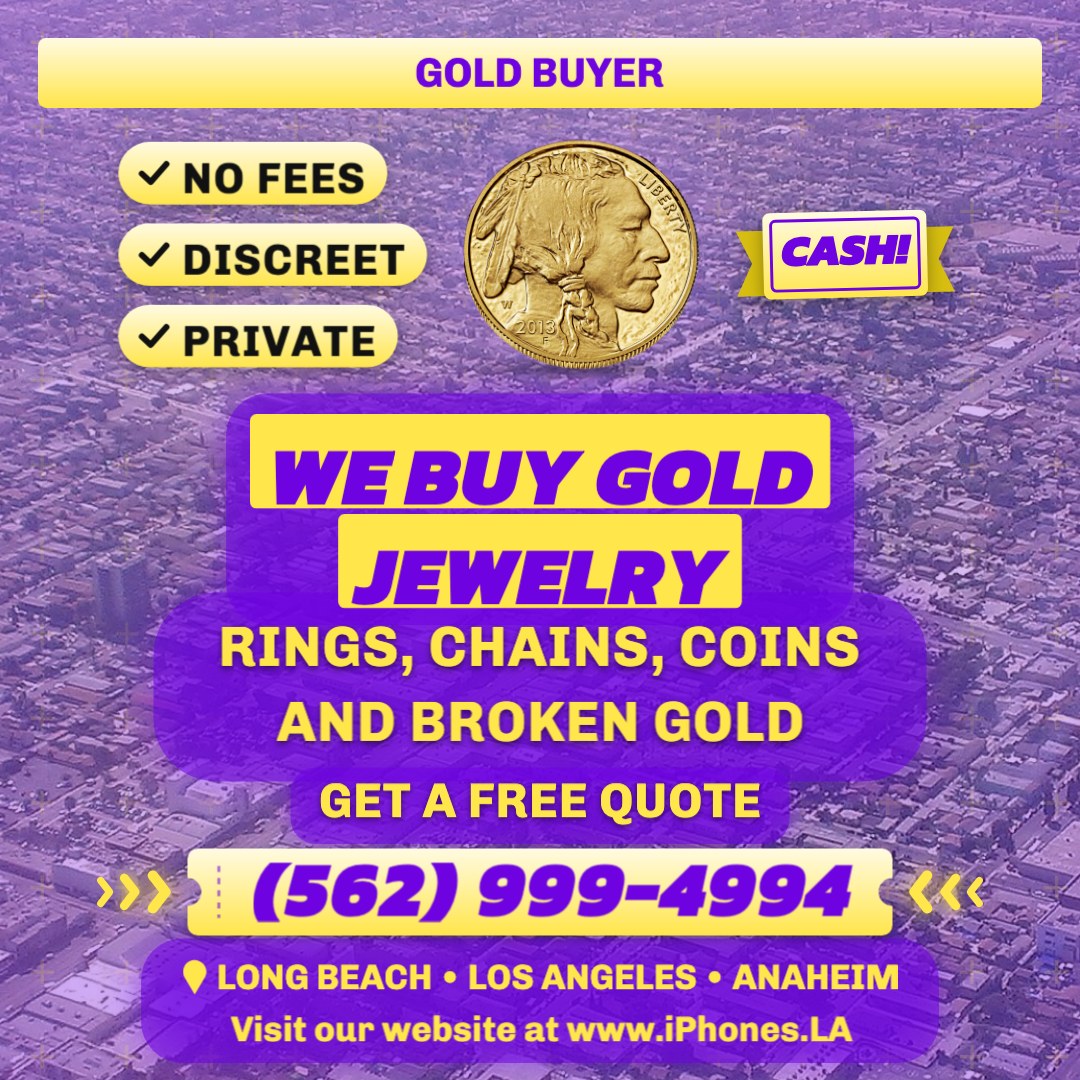 GOLD BUYER
✓ NO FEES
✓ DISCREET
✓ PRIVATE
LIBERTY
W
2013
F
CASH!
WE BUY GOLD
JEWELRY
RINGS, CHAINS, COINS
AND BROKEN GOLD
GET A FREE QUOTE
(562) 999-4994
LONG BEACH • LOS ANGELES • ANAHEIM
Visit our website at www.iPhones.LA